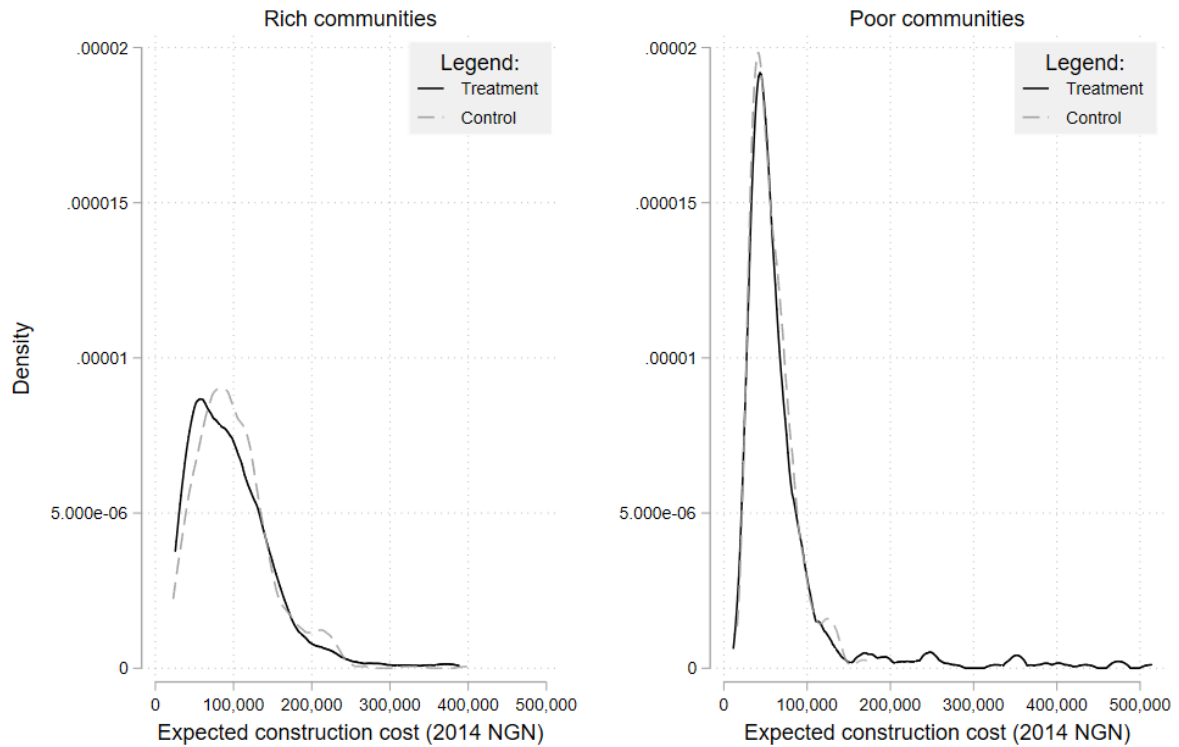 Rich communities
Poor communities
Density
.00002
.000015
.00001
5.000e-06
0
0
100,000
200,000
300,000
400,000
500,000
Expected construction cost (2014 NGN)
Legend:
Treatment
Control
.00002
.000015
.00001
5.000e-06
0
0
100,000
200,000
300,000
400,000
500,000
Expected construction cost (2014 NGN)
Legend:
Treatment
Control